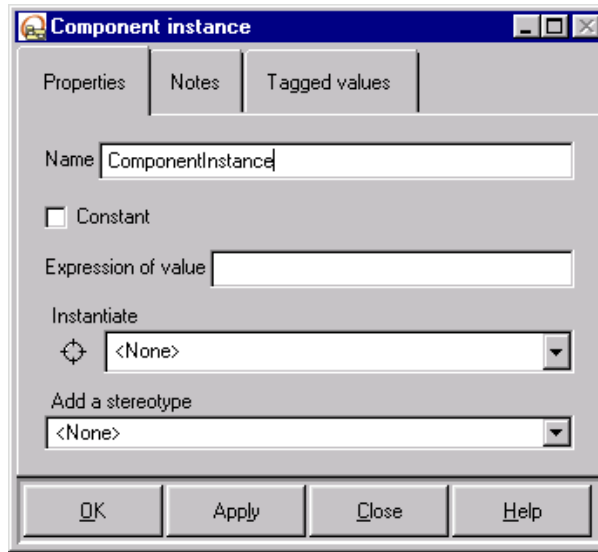 Component instance
Properties Notes Tagged values
Name ComponentInstance
Constant
Expression of value
Instantiate
<None>
Add a stereotype
<None>
OK Apply Close Help